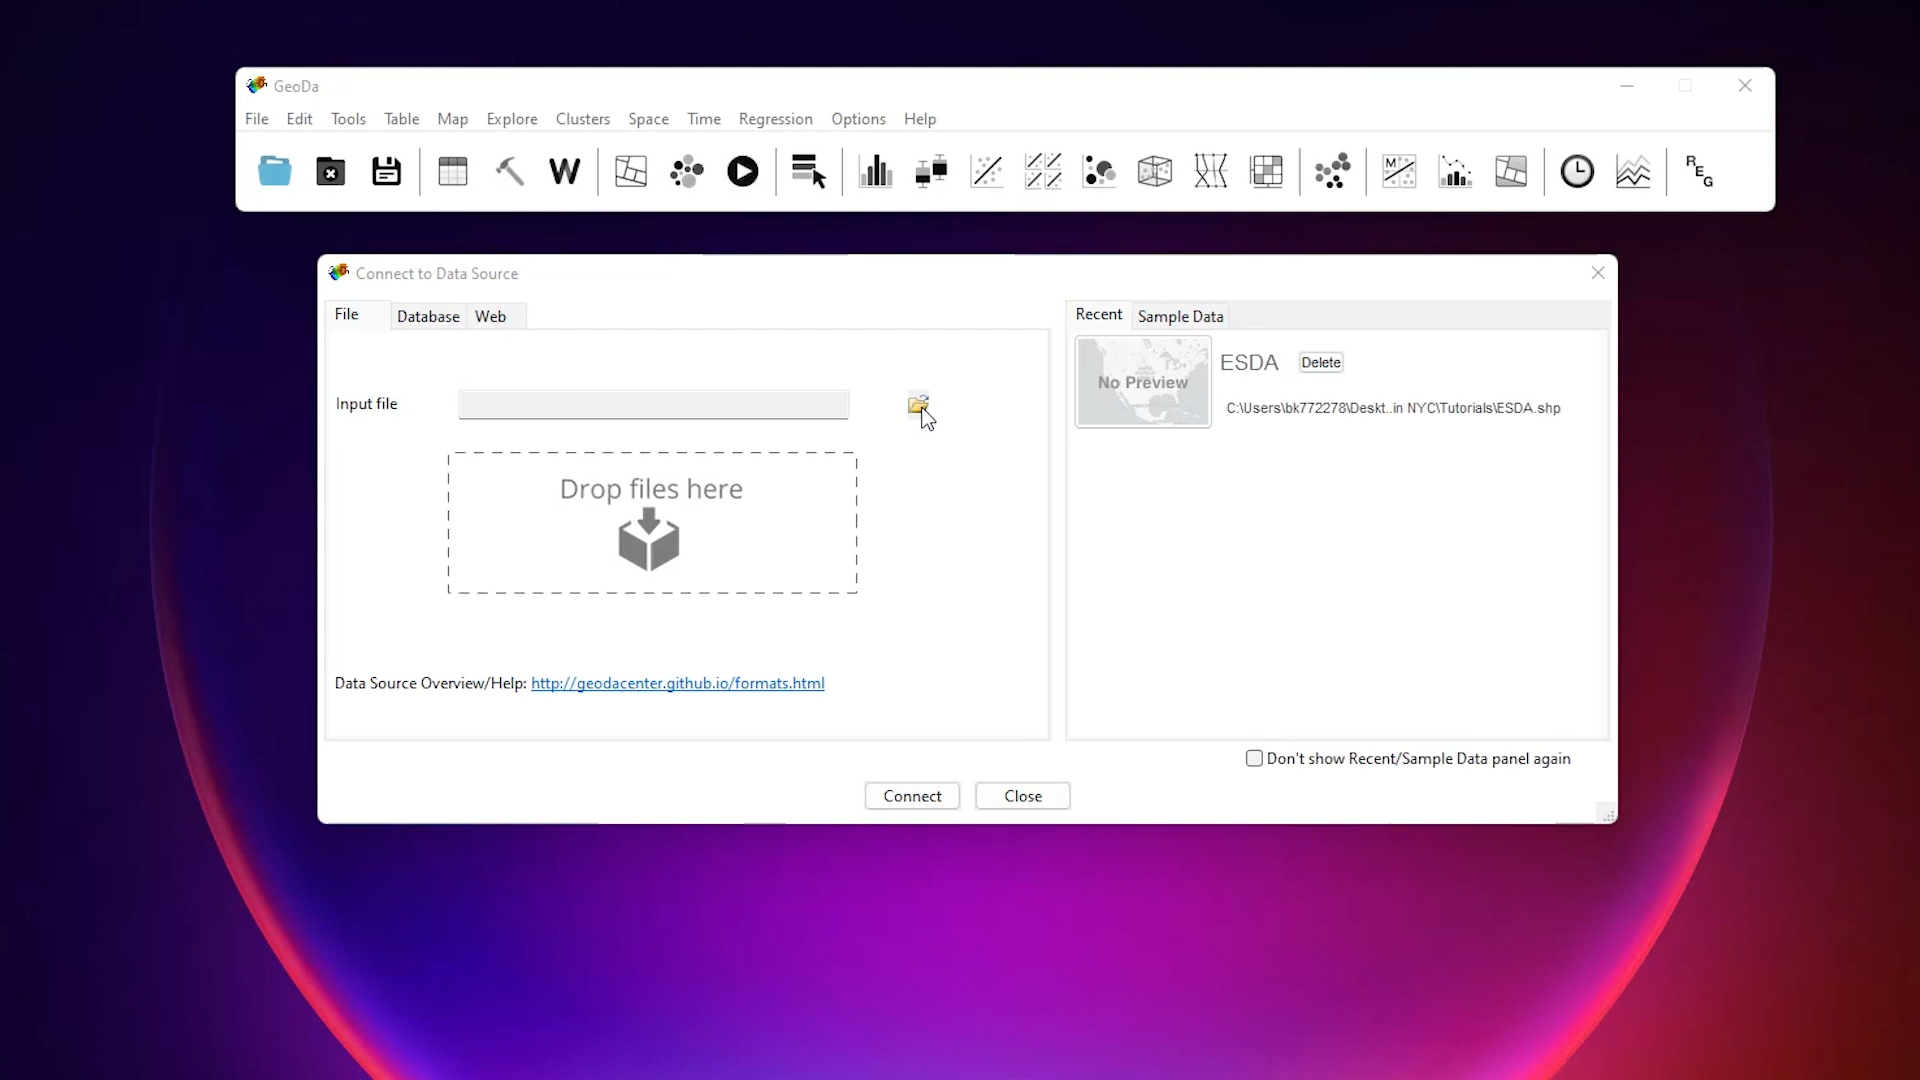 GeoDa
File Edit Tools Table Map Explore Clusters Space Time Regression Options Help
W
M
REG
Connect to Data Source
File Database Web
Recent Sample Data
No Preview
ESDA Delete
C:\Users\bk772278\Deskt..in NYC\Tutorials\ESDA.shp
Input file
Drop files here
Data Source Overview/Help: http://geodacenter.github.io/formats.html
Don't show Recent/Sample Data panel again
Connect Close